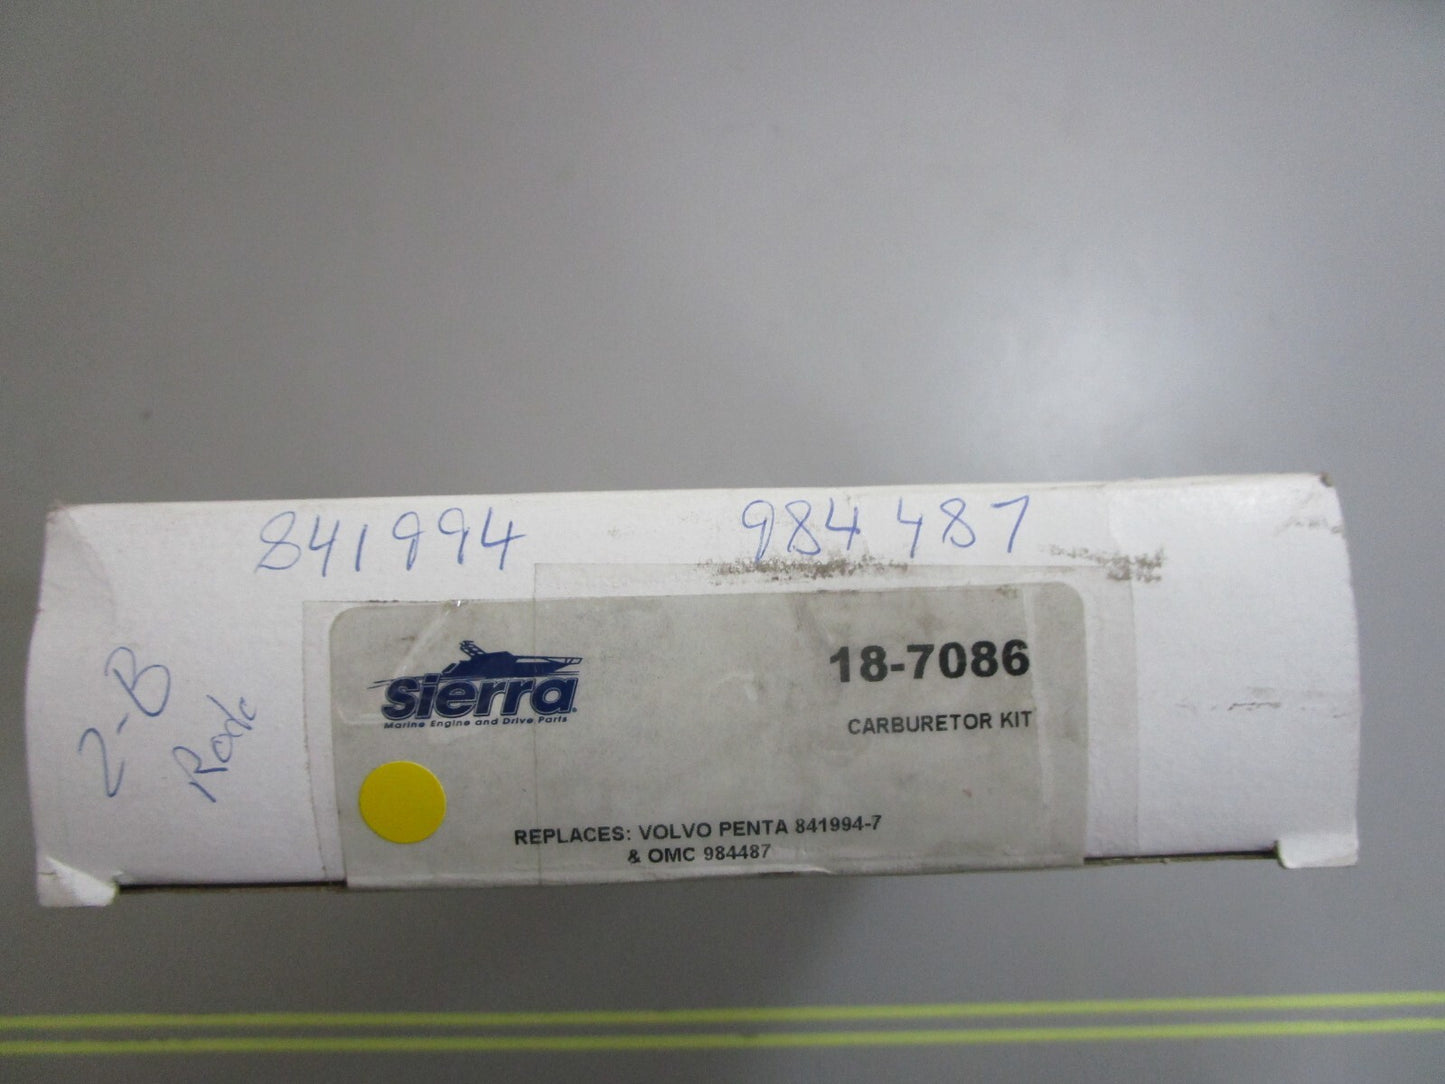 841994 984487
2-B
sierra
Marine Engine and Drive Parts
18-7086
CARBURETOR KIT
REPLACES: VOLVO PENTA 841994-7
& OMC 984487